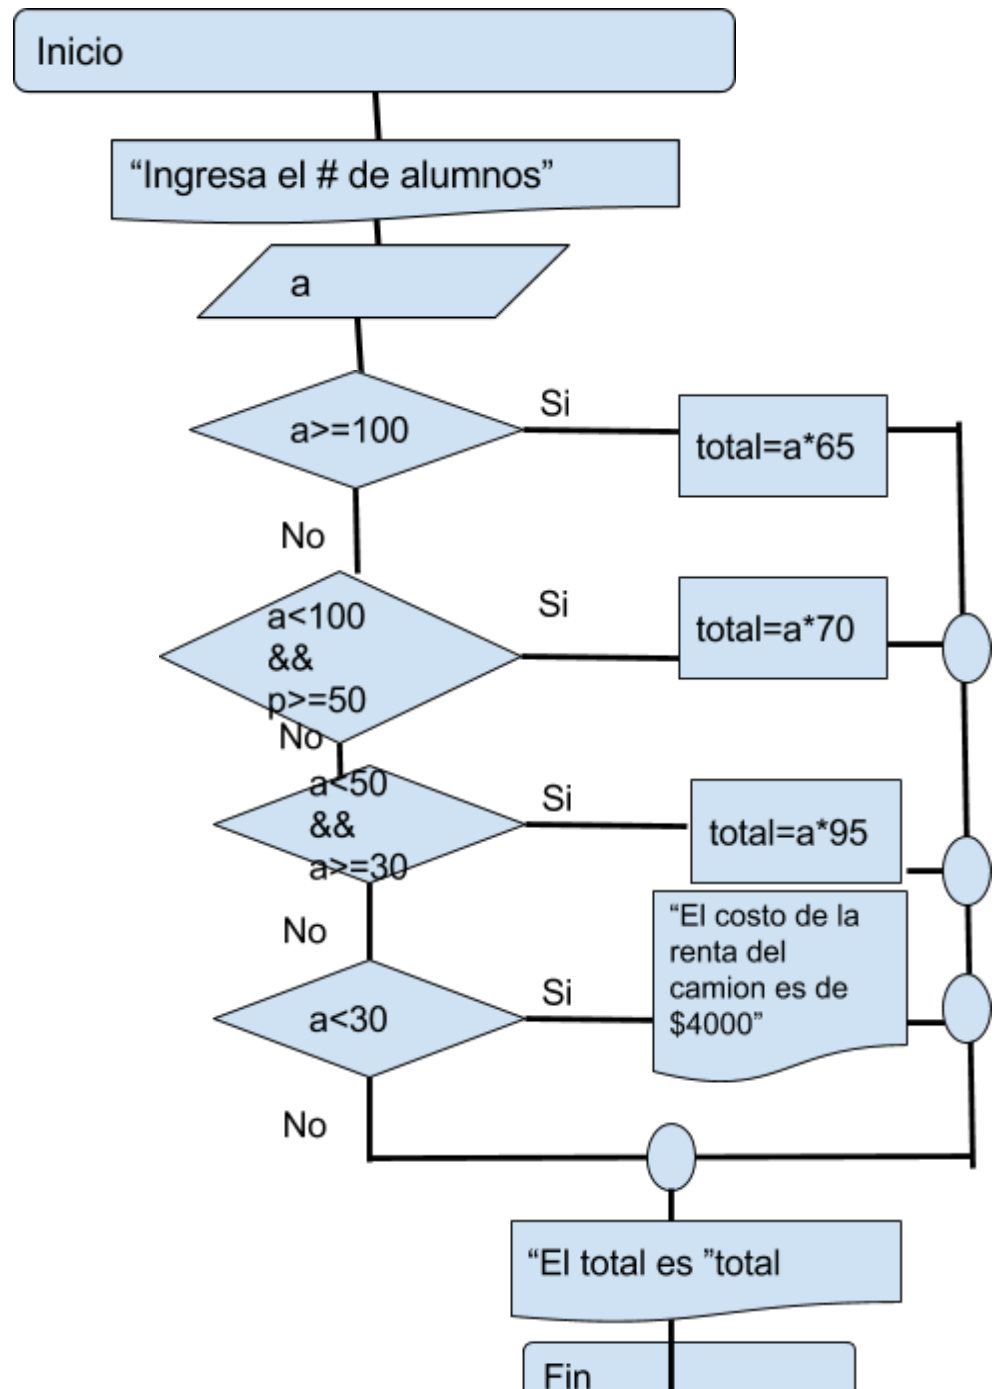 Inicio
“Ingresa el # de alumnos”
a
a>=100
Si
total=a*65
No
a<100
&&
p>=50
Si
total=a*70
No
a<50
&&
a>=30
Si
total=a*95
No
a<30
Si
“El costo de la
renta del
camion es de
$4000”
No
“El total es ”total
Fin